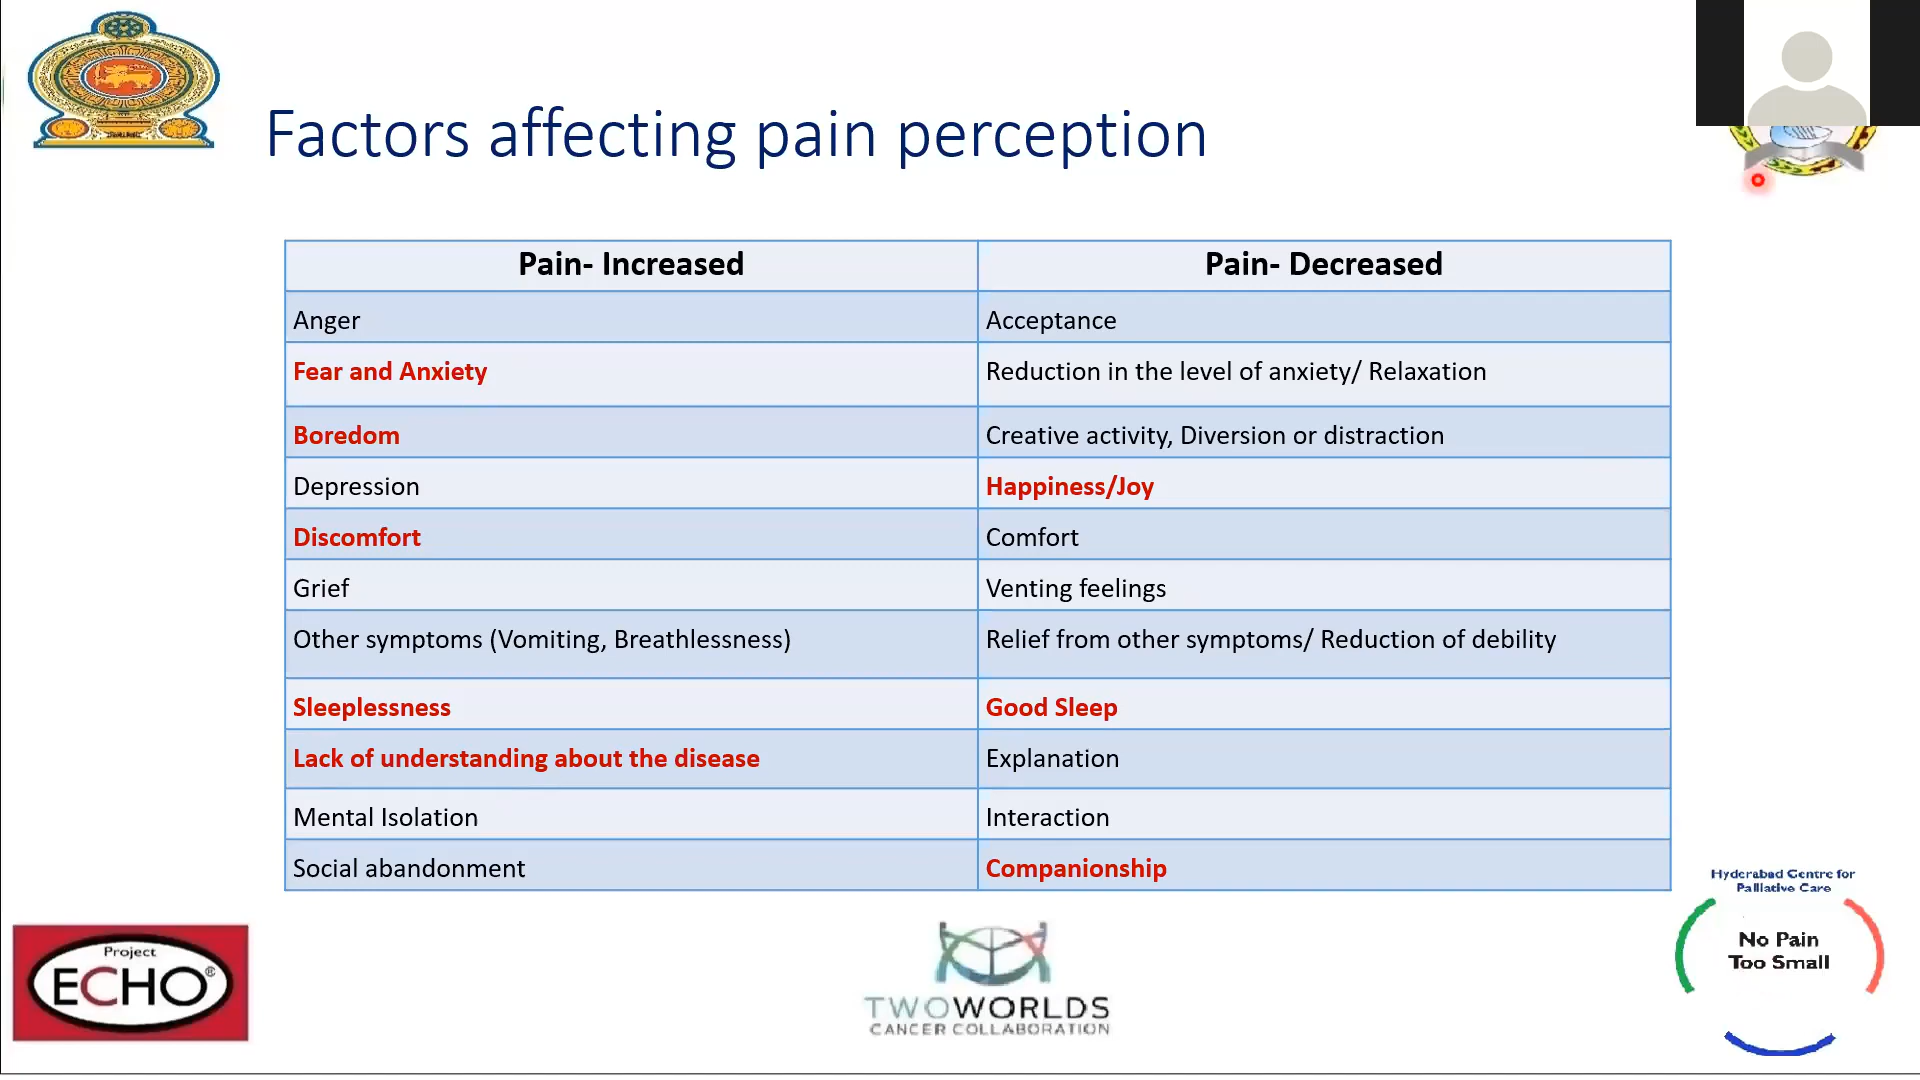 Factors affecting pain perception
Pain- Increased
Pain- Decreased
Anger
Acceptance
Fear and Anxiety
Reduction in the level of anxiety/ Relaxation
Boredom
Creative activity, Diversion or distraction
Depression
Happiness/Joy
Discomfort
Comfort
Grief
Venting feelings
Other symptoms (Vomiting, Breathlessness)
Relief from other symptoms/ Reduction of debility
Sleeplessness
Good Sleep
Lack of understanding about the disease
Explanation
Mental Isolation
Interaction
Social abandonment
Companionship
Hyderabad Centre for
Palliative Care
No Pain
Too Small
Project
ECHO®
TWOWORLDS
CANCER COLLABORATION